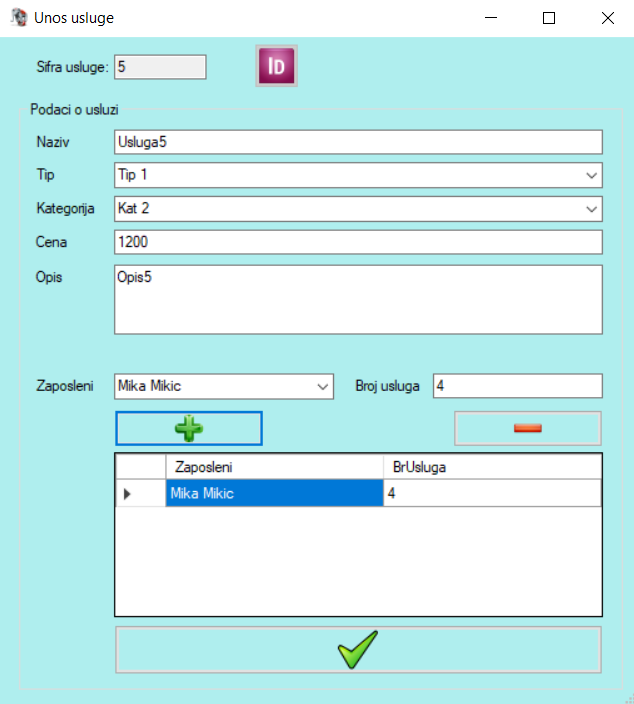 Unos usluge
Sifra usluge: 5
ID
Podaci o usluzi
Naziv Usluga5
Tip Tip 1
Kategorija Kat 2
Cena 1200
Opis Opis5
Zaposleni Mika Mikic Broj usluga 4
Zaposleni BrUsluga
Mika Mikic 4